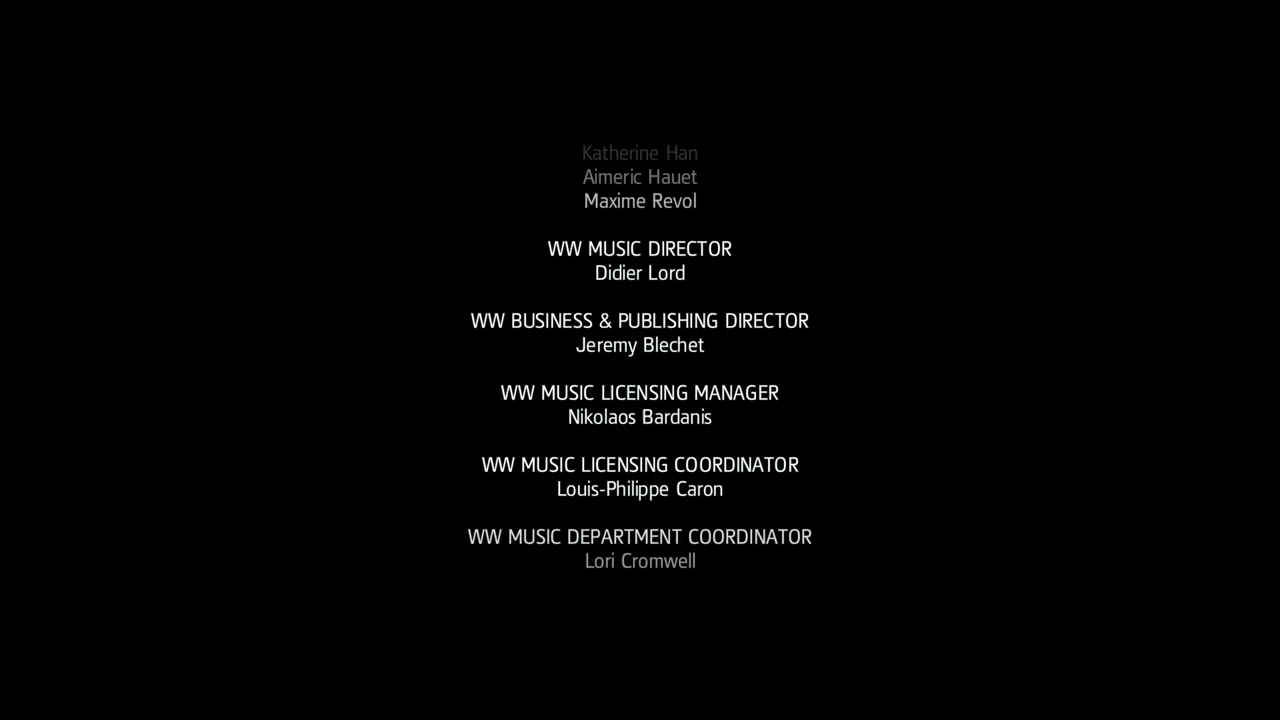 Katherine Han
Aimeric Hauet
Maxime Revol
WW MUSIC DIRECTOR
Didier Lord
WW BUSINESS & PUBLISHING DIRECTOR
Jeremy Blechet
WW MUSIC LICENSING MANAGER
Nikolaos Bardanis
WW MUSIC LICENSING COORDINATOR
Louis-Philippe Caron
WW MUSIC DEPARTMENT COORDINATOR
Lori Cromwell